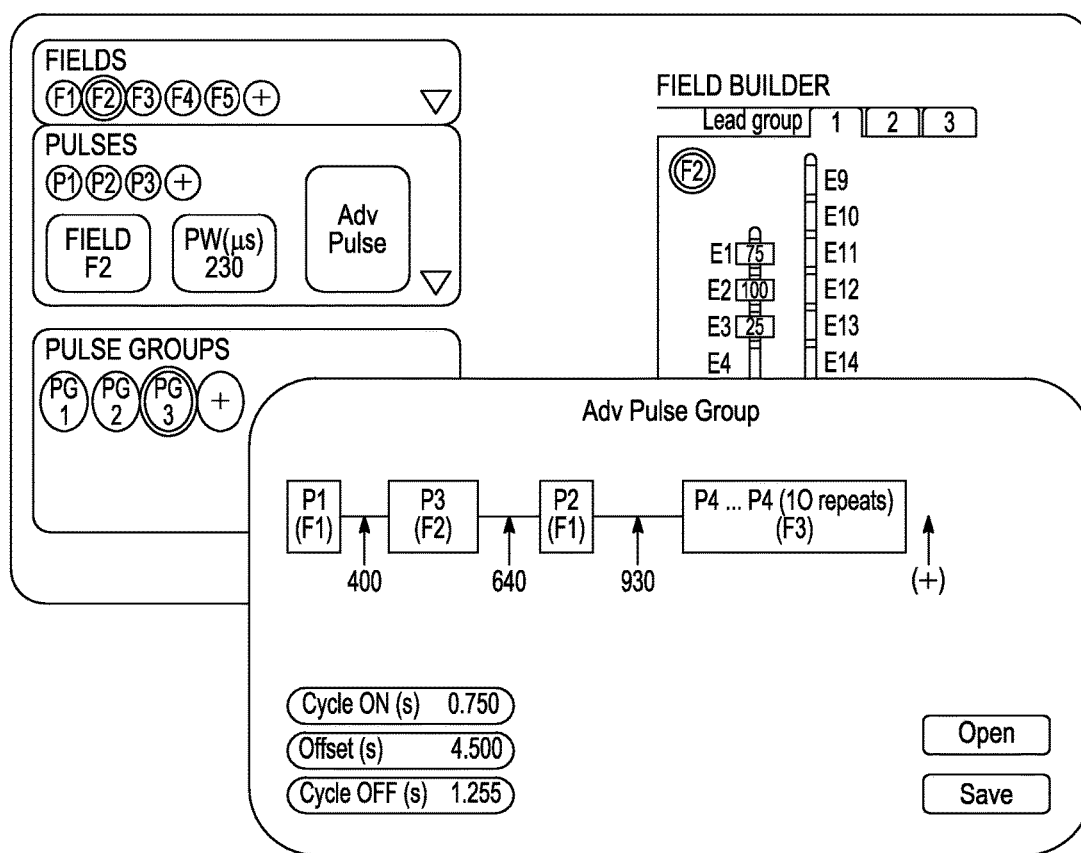 FIELDS
F1 F2 F3 F4 F5 +
PULSES
P1 P2 P3 +
FIELD
F2
PW(μs)
230
Adv
Pulse
PULSE GROUPS
PG
1
PG
2
PG
3
+
FIELD BUILDER
Lead group 1 2 3
F2
E1 75
E2 100
E3 25
E4
E9
E10
E11
E12
E13
E14
Adv Pulse Group
P1
(F1)
P3
(F2)
P2
(F1)
P4 ... P4 (1O repeats)
(F3)
400
640
930
(+)
Cycle ON (s) 0.750
Offset (s) 4.500
Cycle OFF (s) 1.255
Open
Save